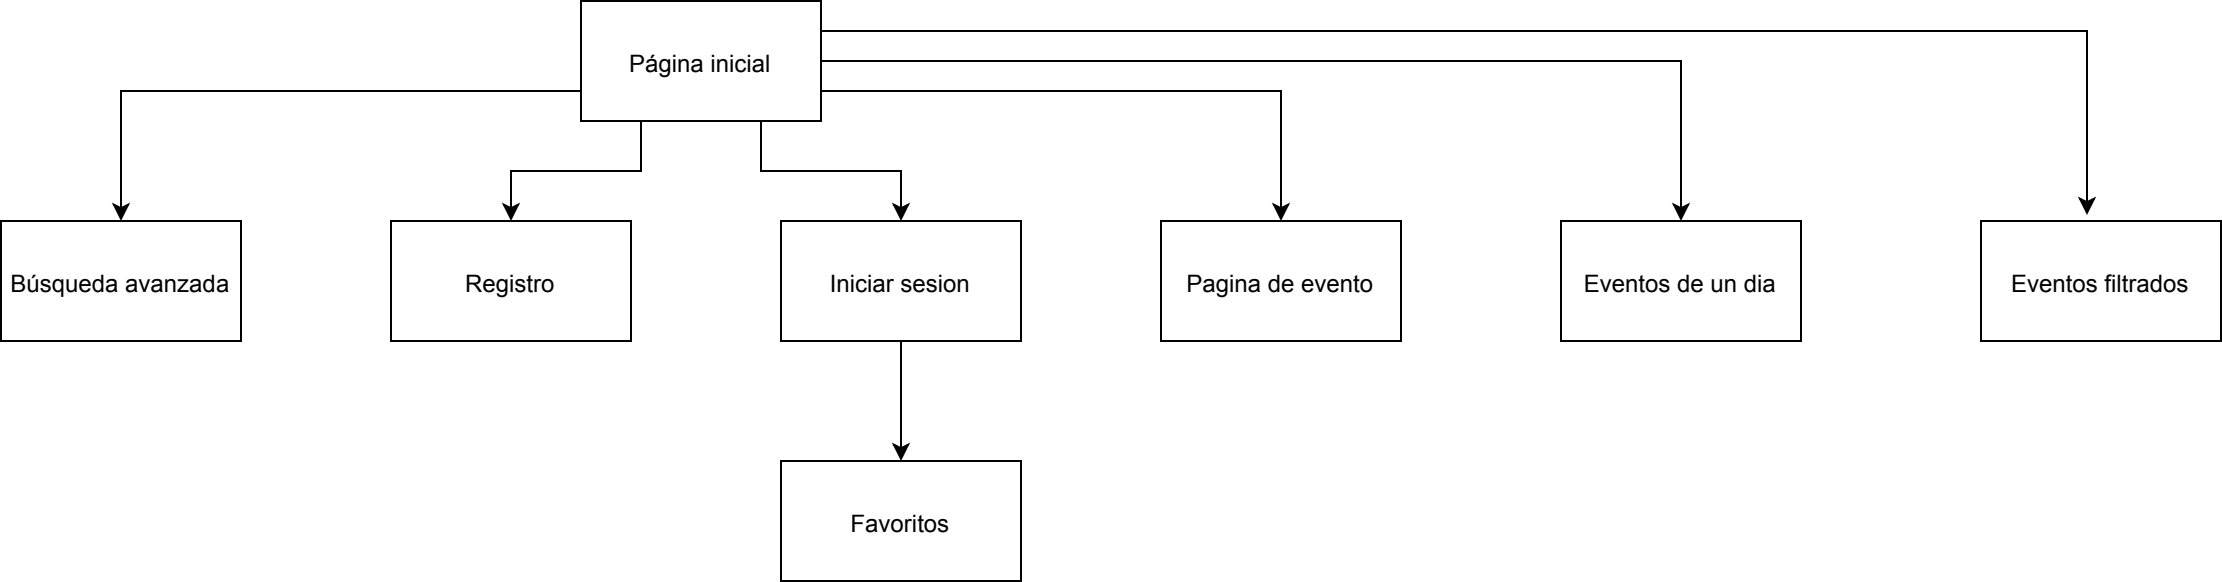 Página inicial
Búsqueda avanzada
Registro
Iniciar sesion
Pagina de evento
Eventos de un dia
Eventos filtrados
Favoritos